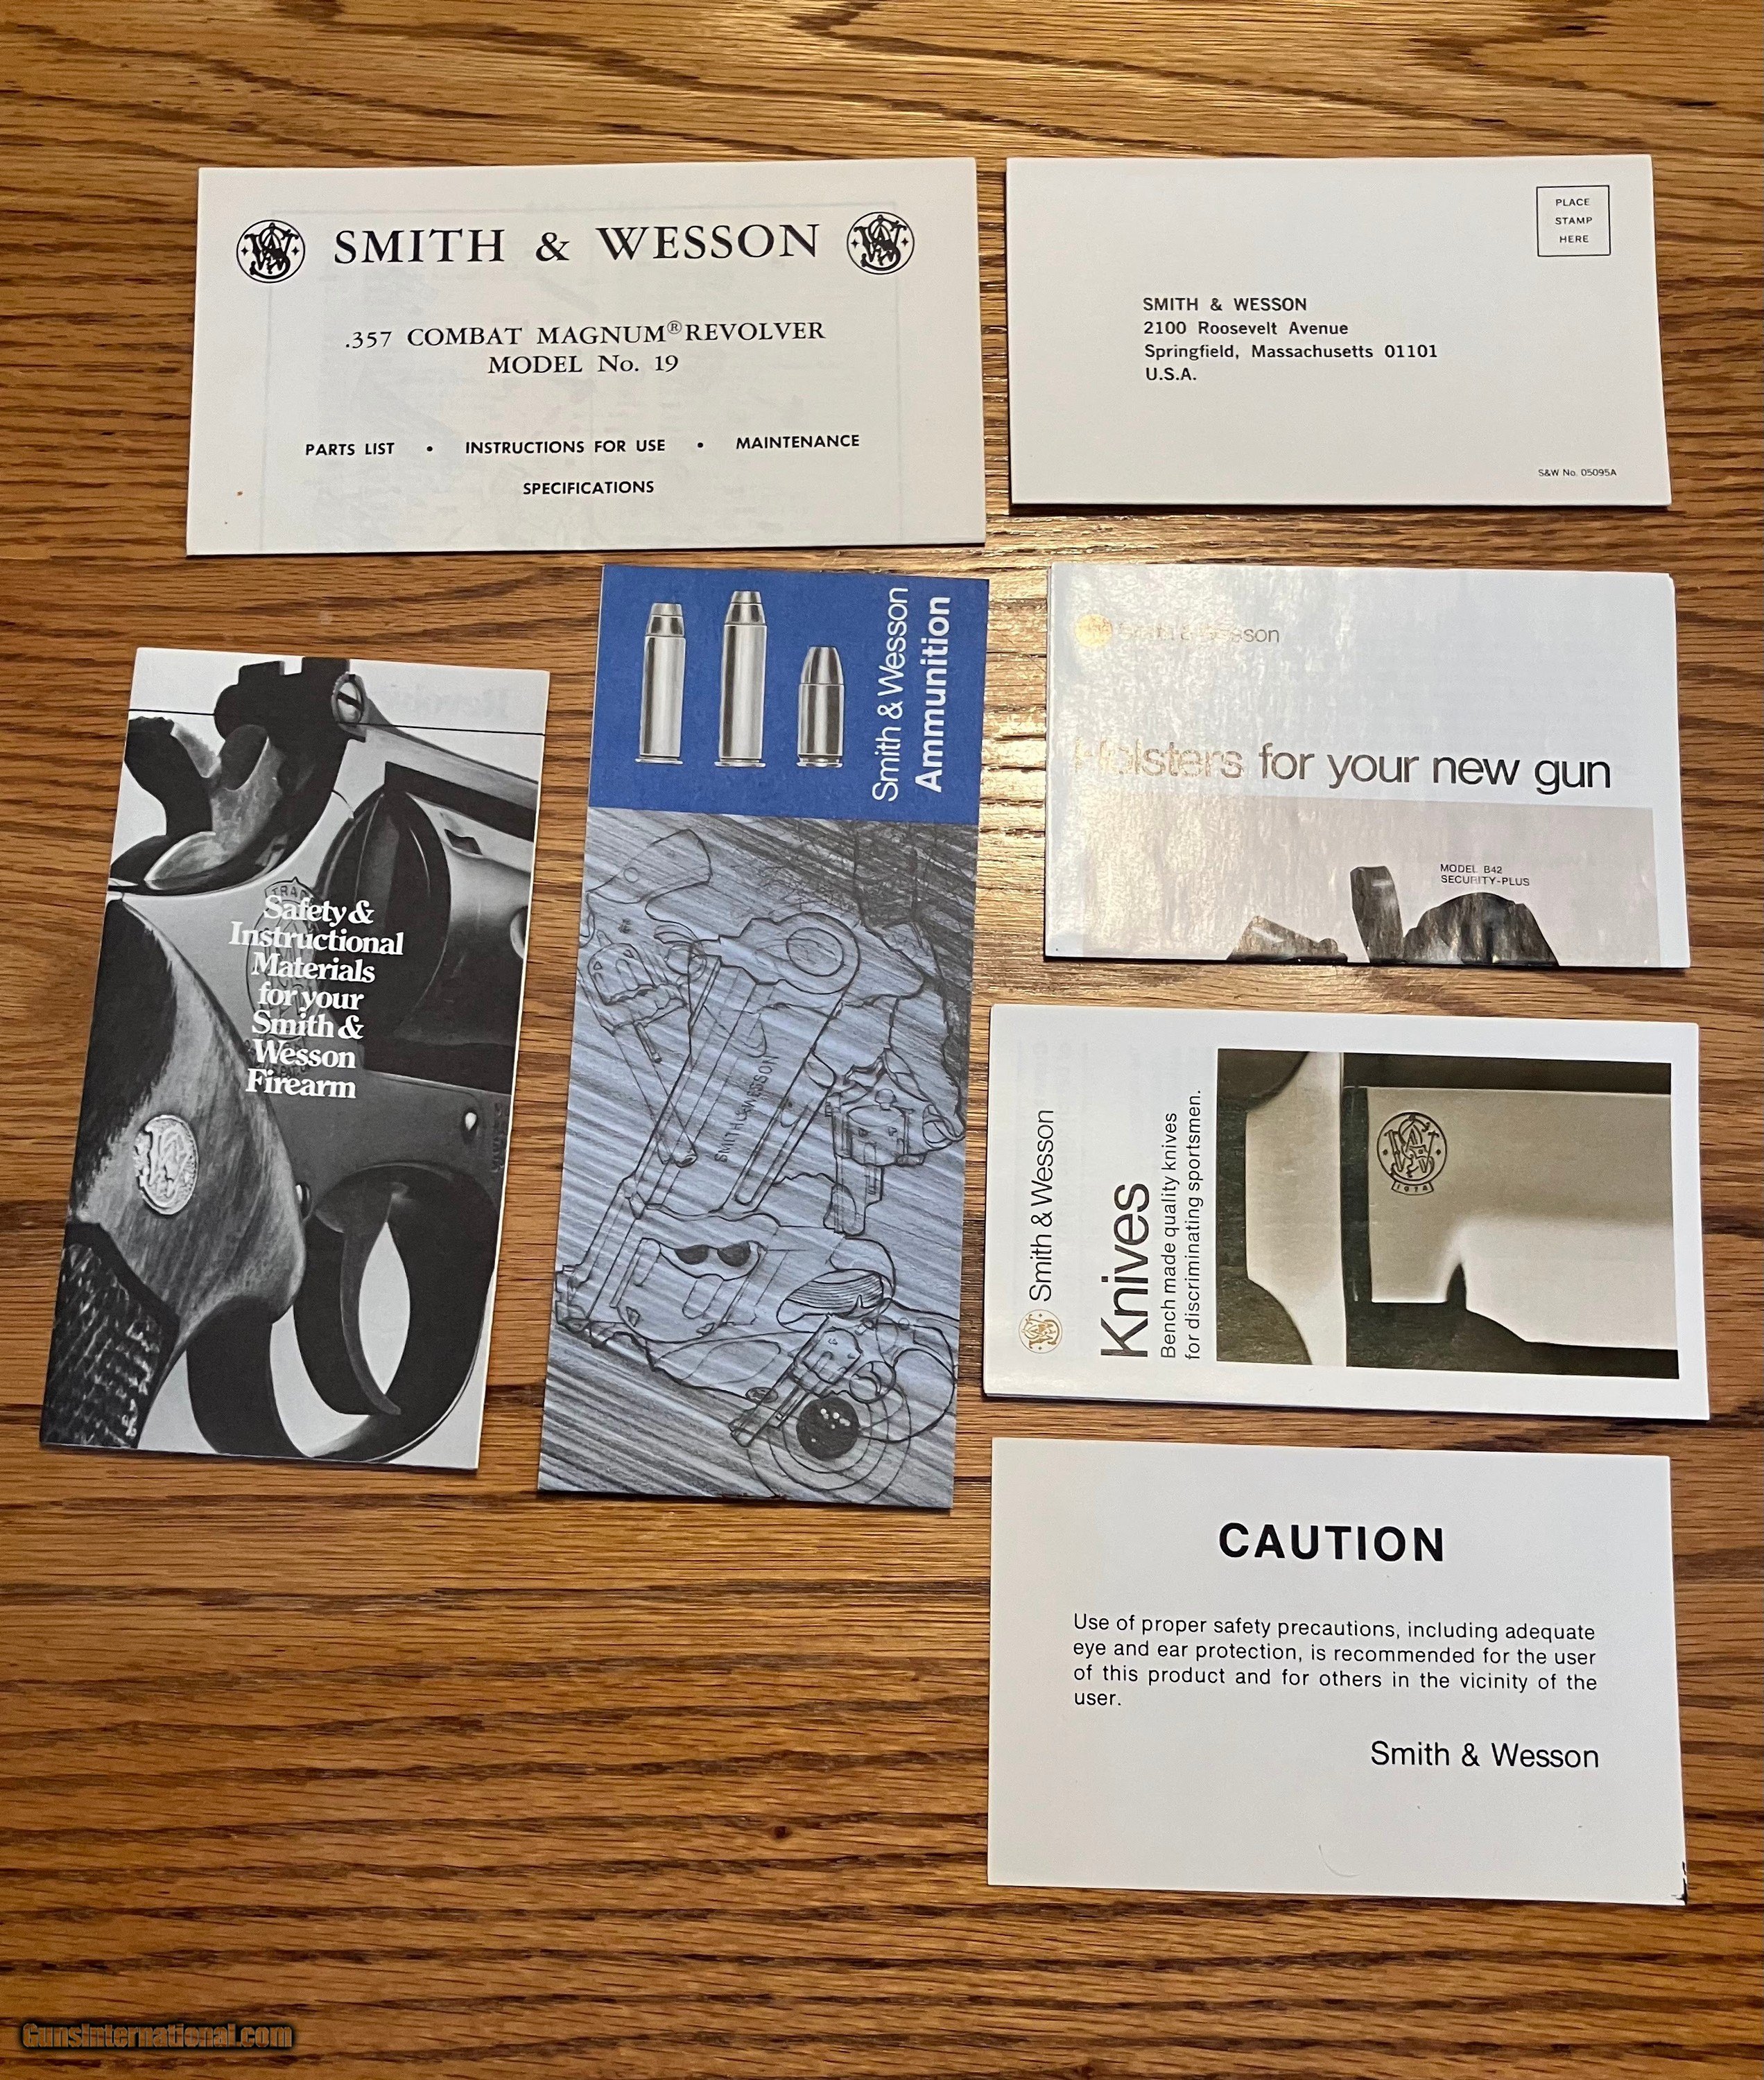 SMITH & WESSON
.357 COMBAT MAGNUM® REVOLVER
MODEL No. 19
PARTS LIST • INSTRUCTIONS FOR USE • MAINTENANCE
SPECIFICATIONS
PLACE
STAMP
HERE
SMITH & WESSON
2100 Roosevelt Avenue
Springfield, Massachusetts 01101
U.S.A.
S&W No. 05095A
Safety &
Instructional
Materials
for your
Smith &
Wesson
Firearm
Smith & Wesson
Ammunition
SMITH & WESSON
Smith & Wesson
Holsters for your new gun
MODEL B42
SECURITY-PLUS
Smith & Wesson
Knives
Bench made quality knives
for discriminating sportsmen.
1974
CAUTION
Use of proper safety precautions, including adequate
eye and ear protection, is recommended for the user
of this product and for others in the vicinity of the
user.
Smith & Wesson
GunsInternational.com